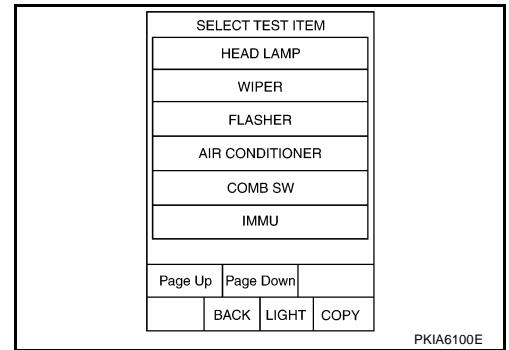 SELECT TEST ITEM
HEAD LAMP
WIPER
FLASHER
AIR CONDITIONER
COMB SW
IMMU
Page Up Page Down
BACK LIGHT COPY
PKIA6100E